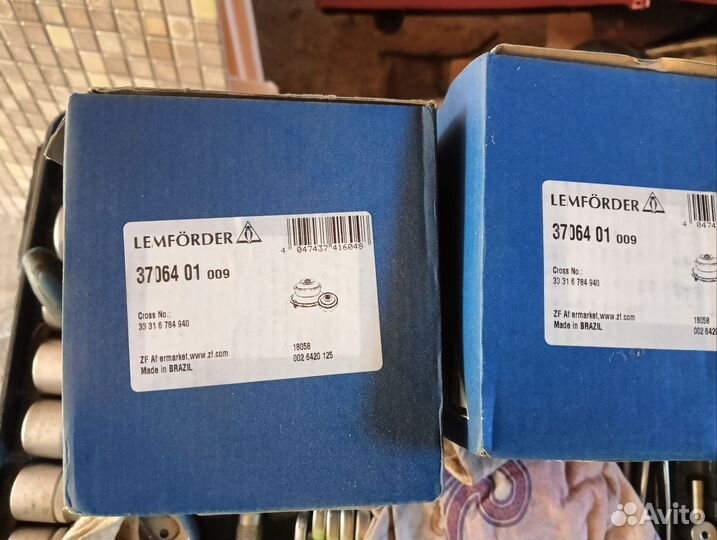 LEMFÖRDER
4 047437 416048
37064 01 009
Cross No.:
33 31 6 784 940
ZF Aftermarket,www.zf.com
Made in BRAZIL
18058
002 6420 125
LEMFÖRDER
4 047
37064 01 009
Cross No.:
33 31 6 784 940
ZF Aftermarket,www.zf.com
Made in BRAZIL
18058
002 6420
Avito